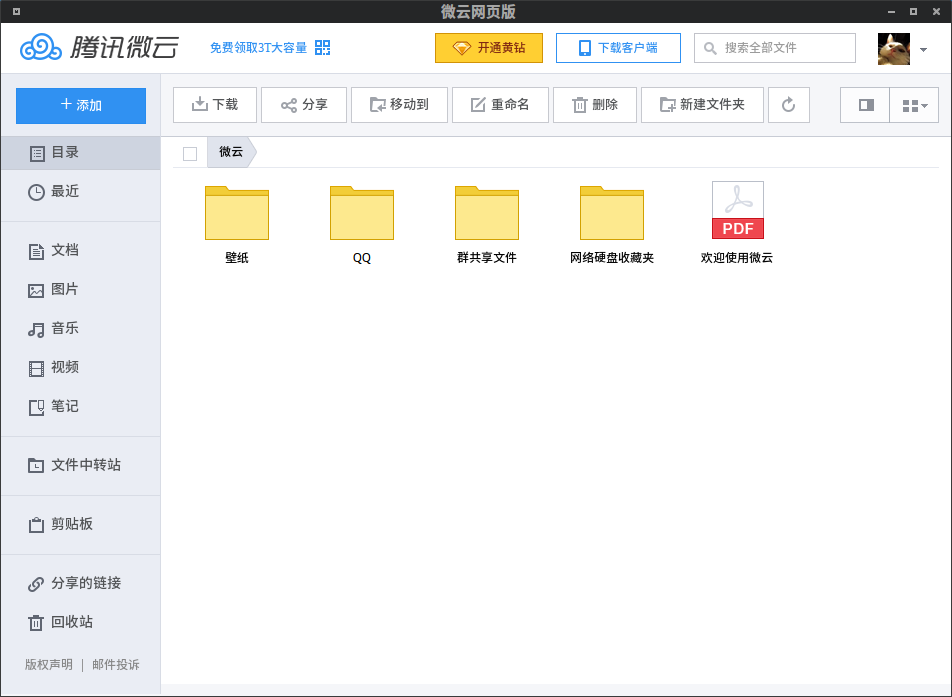 微云网页版
腾讯微云
免费领取3T大容量
开通黄钻
下载客户端
搜索全部文件
添加
下载
分享
移动到
重命名
删除
新建文件夹
目录
微云
最近
文档
图片
音乐
视频
笔记
文件中转站
剪贴板
分享的链接
回收站
版权声明 | 邮件投诉
PDF
壁纸
QQ
群共享文件
网络硬盘收藏夹
欢迎使用微云